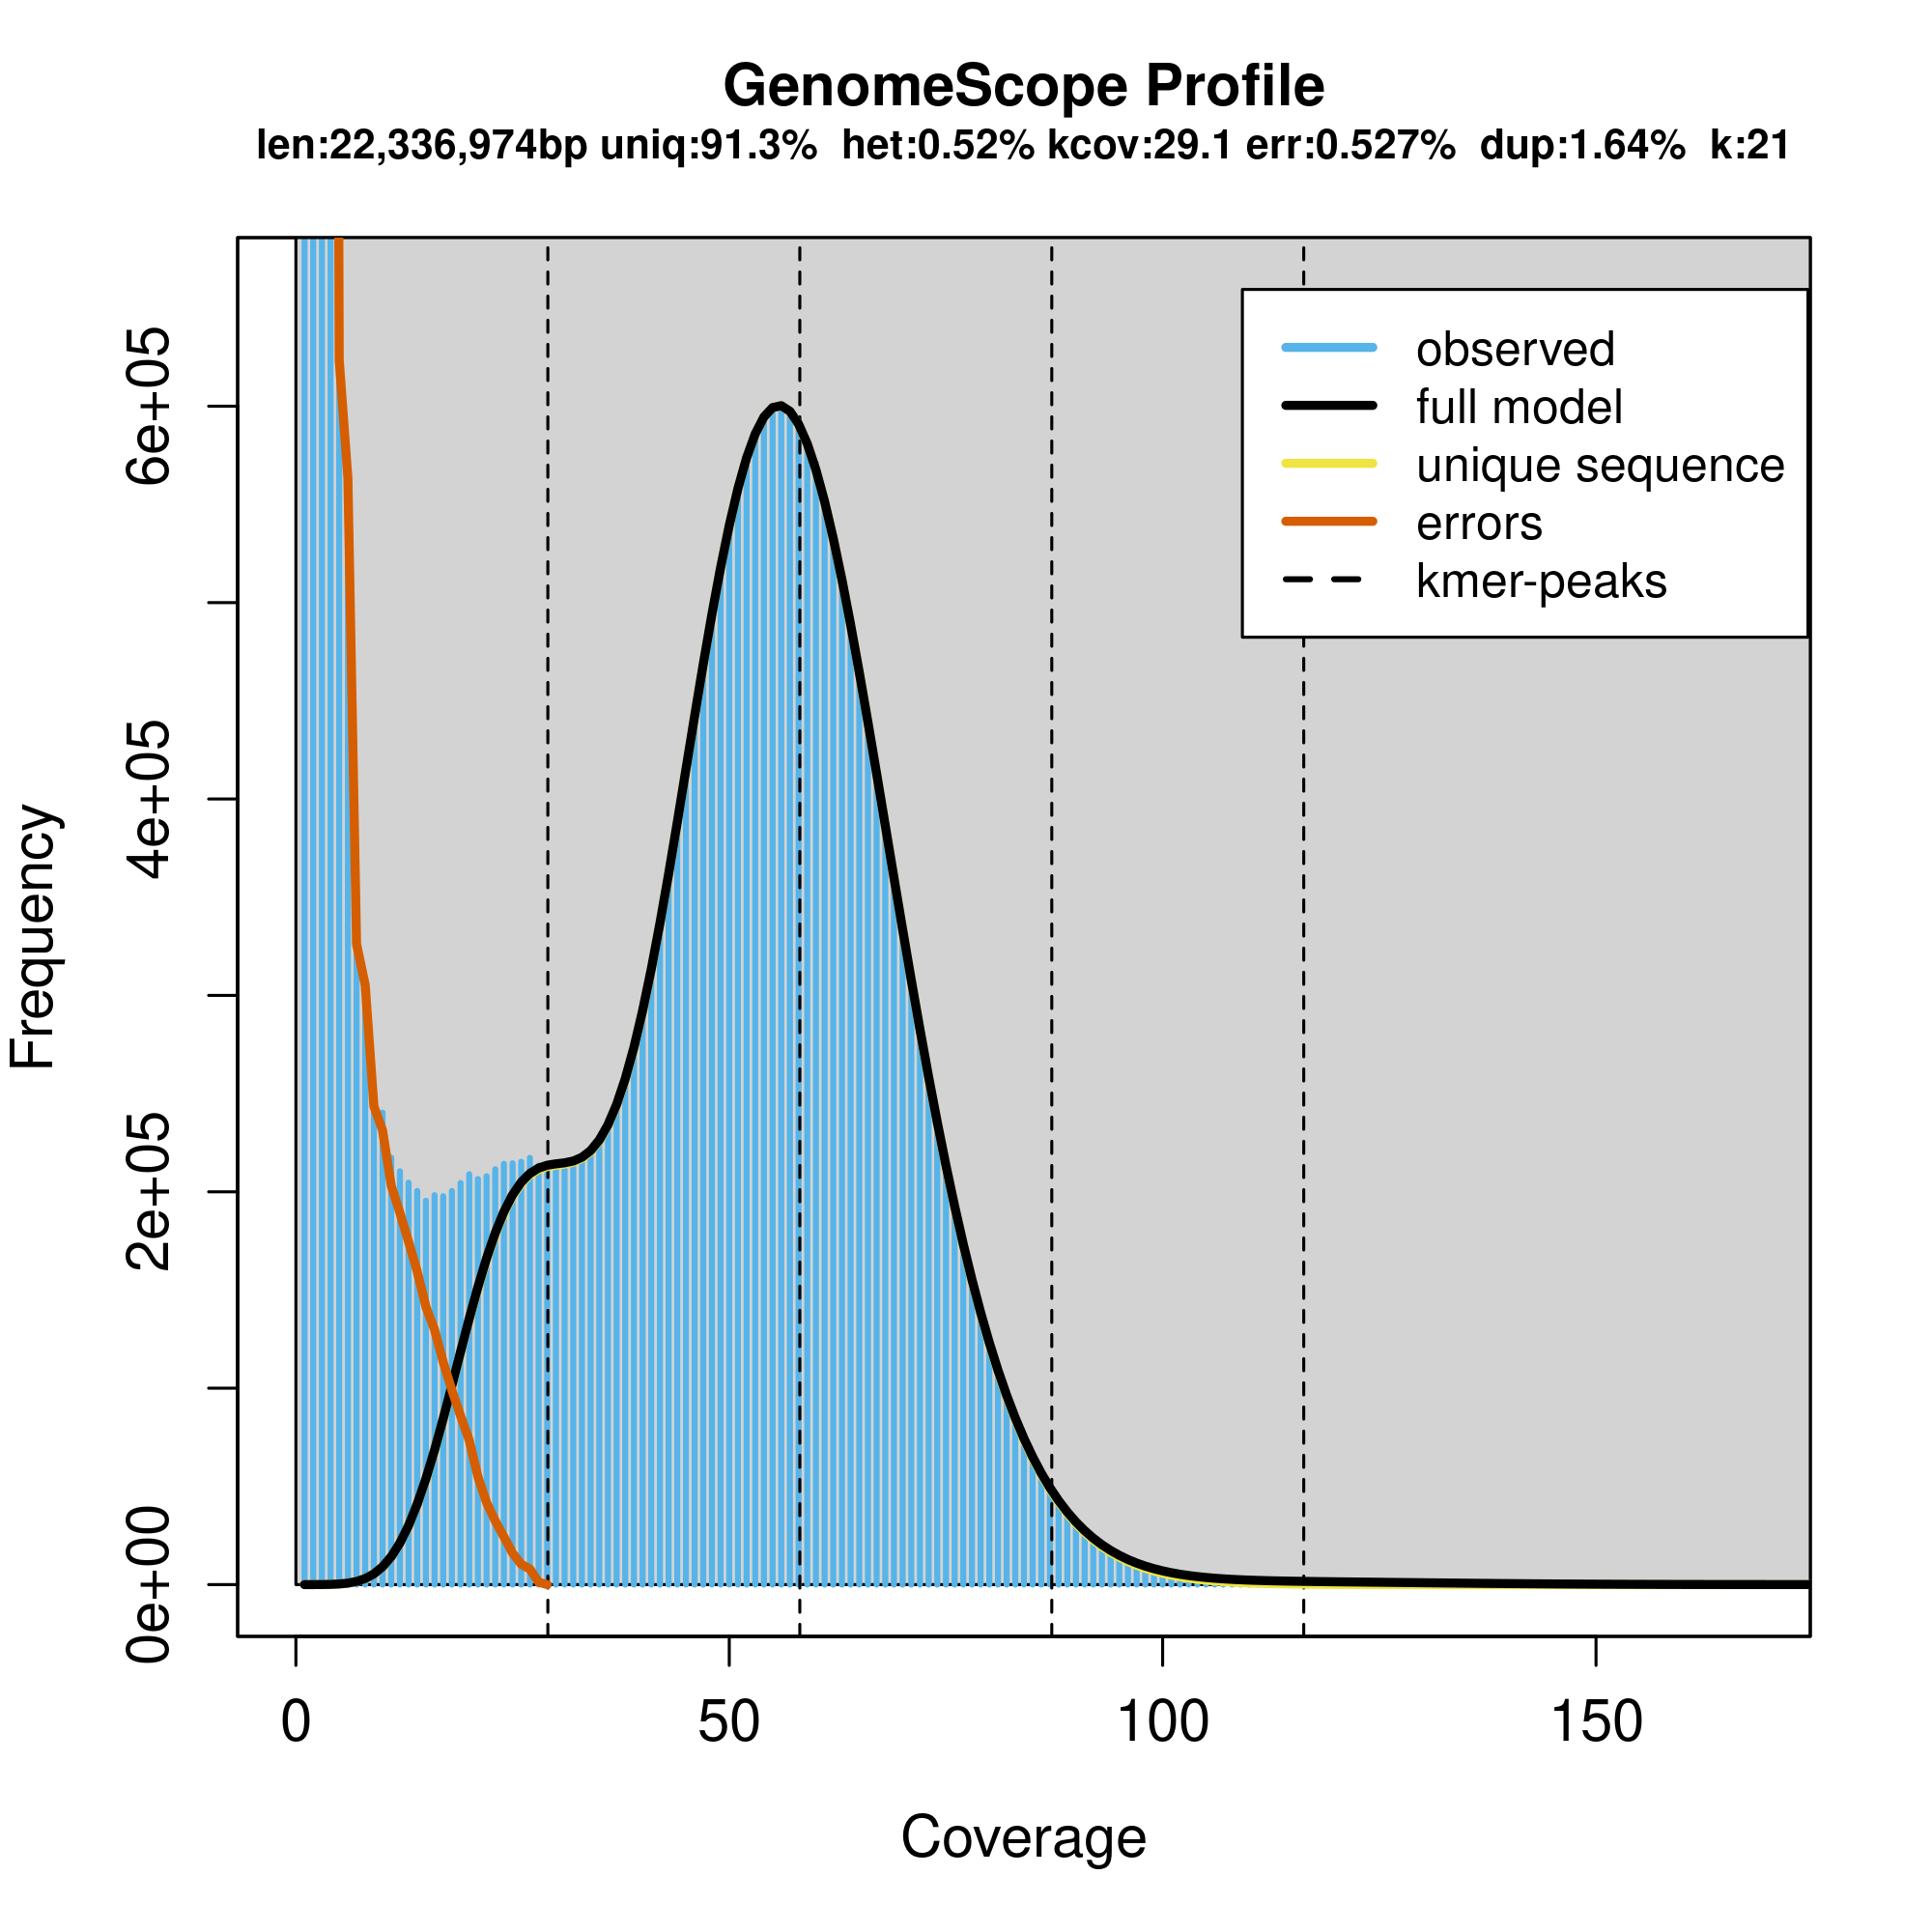 GenomeScope Profile
len:22,336,974bp uniq:91.3% het:0.52% kcov:29.1 err:0.527% dup:1.64% k:21
observed
full model
unique sequence
errors
kmer-peaks
Frequency
6e+05
4e+05
2e+05
0e+00
0 50 100 150
Coverage